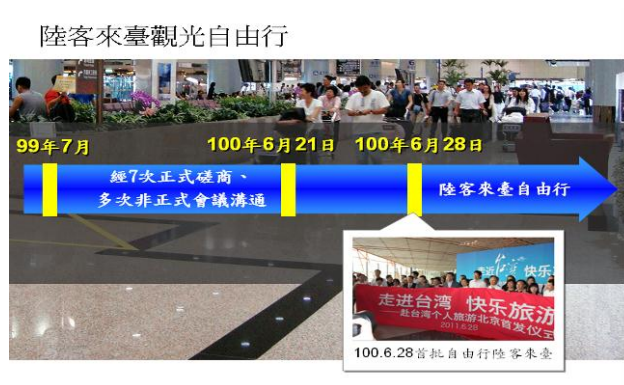 陸客來臺觀光自由行
99年7月
100年6月21日
100年6月28日
經7次正式磋商、
多次非正式會議溝通
陸客來臺自由行
快乐
走进台湾 快乐旅游
——赴台湾个人旅游北京首发仪式
2011.6.28
100.6.28首批自由行陸客來臺